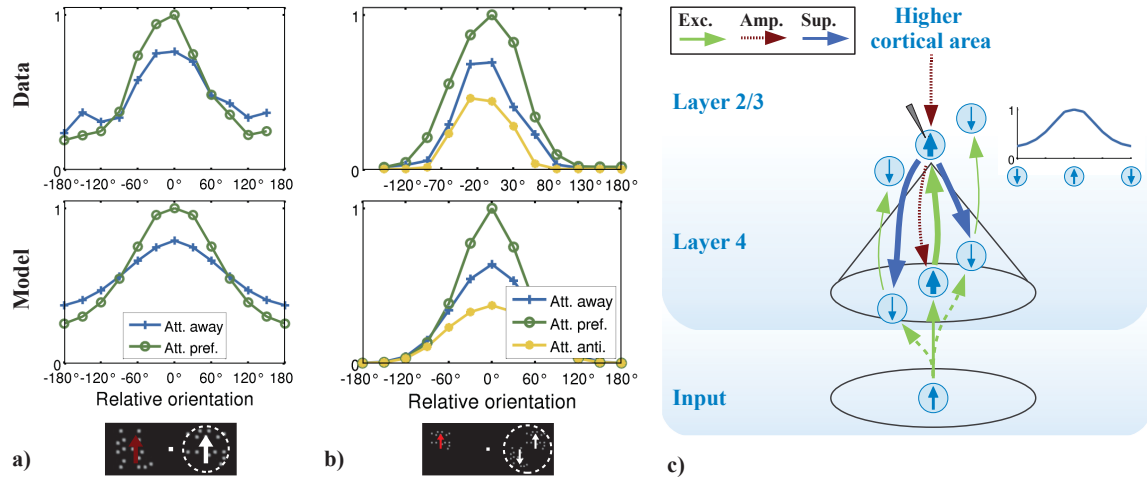 Data
1
0
-180° -120° -60° 0° 60° 120° 180
1
0
-120° -70° -20° 30° 80° 130° 180°
Model
1
0
Att. away
Att. pref.
-180° -120° -60° 0° 60° 120° 180
Relative orientation
1
0
Att. away
Att. pref.
Att. anti.
-180° -120° -60° 0° 60° 120° 180°
Relative orientation
a)
b)
Exc. Amp. Sup.
Higher
cortical area
Layer 2/3
1
0
Layer 4
Input
c)